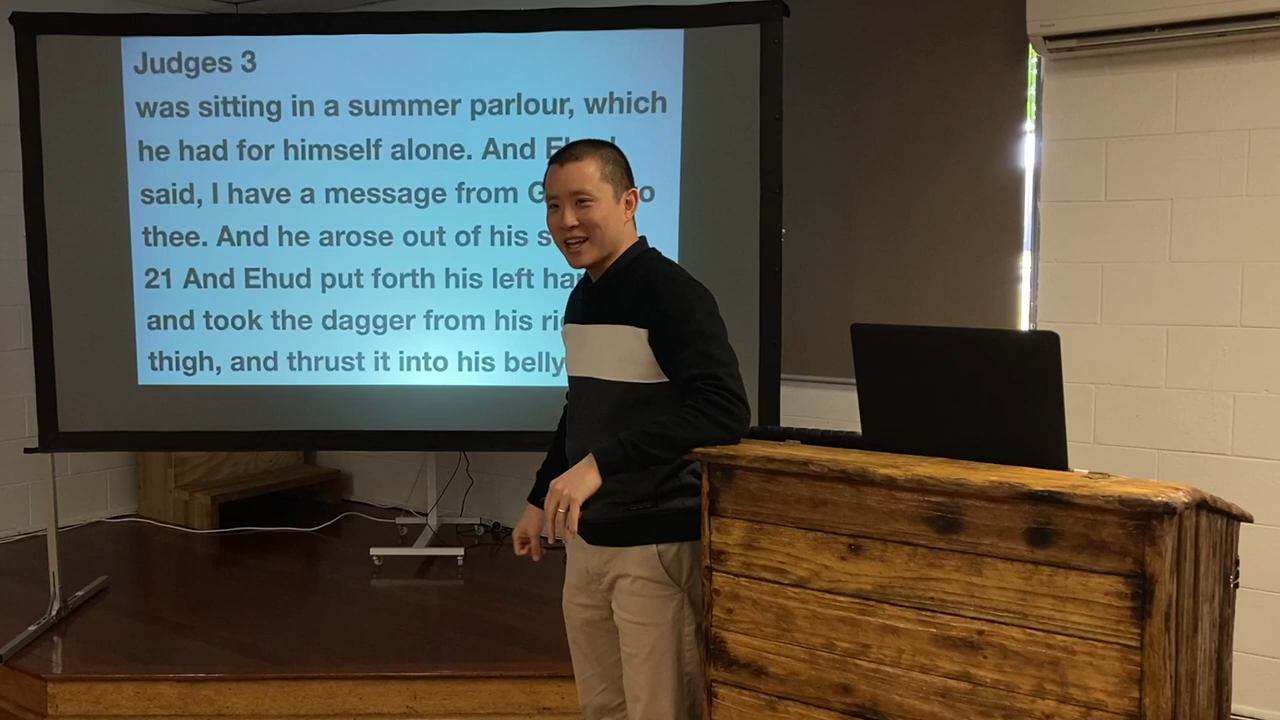 Judges 3
was sitting in a summer parlour, which
he had for himself alone. And
said, I have a message from
thee. And he arose out of his
21 And Ehud put forth his left
and took the dagger from his
thigh, and thrust it into his belly